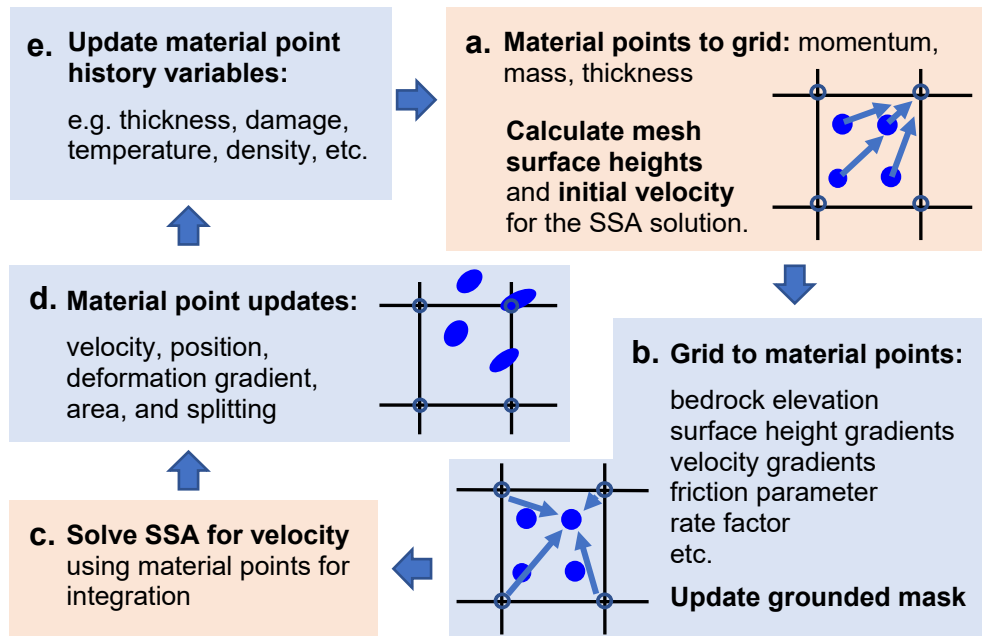 a. Material points to grid: momentum,
mass, thickness
Calculate mesh
surface heights
and initial velocity
for the SSA solution.
b. Grid to material points:
bedrock elevation
surface height gradients
velocity gradients
friction parameter
rate factor
etc.
Update grounded mask
c. Solve SSA for velocity
using material points for
integration
d. Material point updates:
velocity, position,
deformation gradient,
area, and splitting
e. Update material point
history variables:
e.g. thickness, damage,
temperature, density, etc.